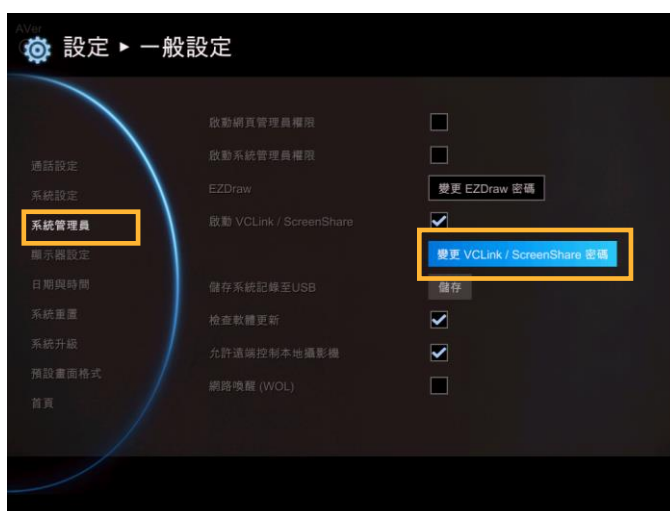 AVer
設定 ▸ 一般設定
啟動網頁管理員權限
通話設定
啟動系統管理員權限
系統設定
EZDraw
變更 EZDraw 密碼
系統管理員
啟動 VCLink / ScreenShare
顯示器設定
變更 VCLink / ScreenShare 密碼
日期與時間
儲存系統記錄至USB
儲存
系統重置
檢查軟體更新
系統升級
允許遠端控制本地攝影機
預設畫面格式
網路喚醒 (WOL)
首頁